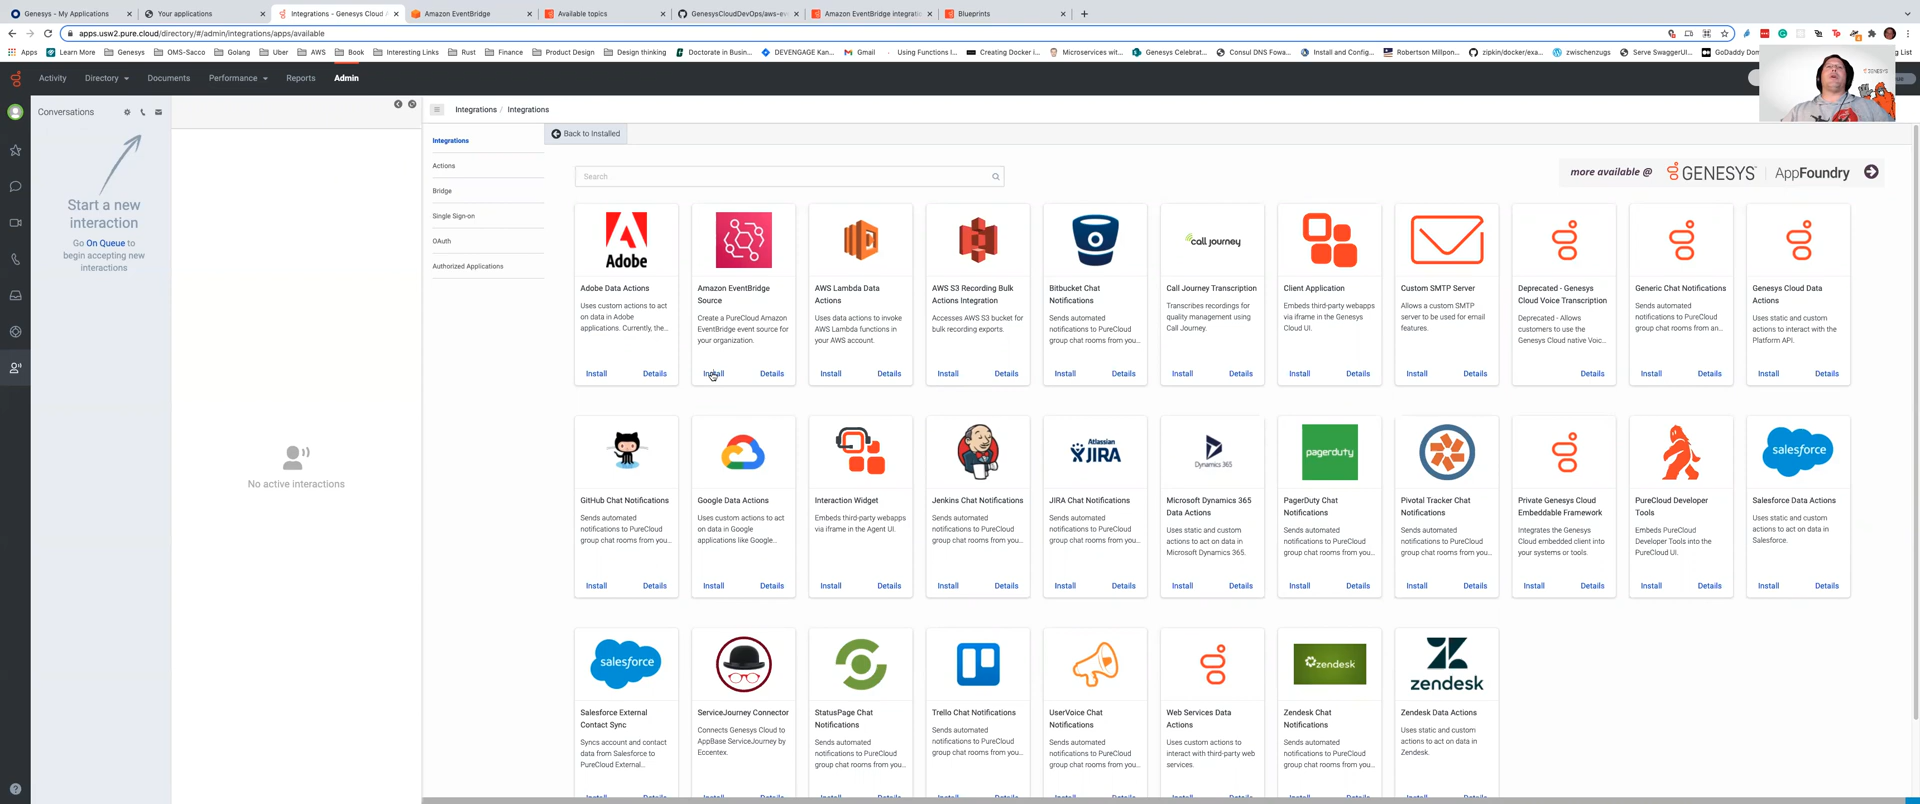 Genesys - My Applications
Your applications
Integrations - Genesys Cloud
Amazon EventBridge
Available topics
GenesysCloudDevOps/aws-ev
Amazon EventBridge integratio
Blueprints
apps.usw2.pure.cloud/directory/#/admin/integrations/apps/available
Apps
Learn More
Genesys
OMS-Sacco
Golang
Uber
AWS
Book
Interesting Links
Rust
Finance
Product Design
Design thinking
Doctorate in Busin...
DEVENGAGE Kan...
Gmail
Using Functions I...
Creating Docker i...
Microservices wit...
Genesys Celebrat...
Consul DNS Fowa...
Install and Config...
Robertson Millpon...
zipkin/docker/exa...
zwischenzugs
Serve SwaggerUI...
GoDaddy Dom
g List
Activity
Directory
Documents
Performance
Reports
Admin
Conversations
Start a new
interaction
Go On Queue to
begin accepting new
interactions
No active interactions
Integrations / Integrations
Integrations
Actions
Bridge
Single Sign-on
OAuth
Authorized Applications
Back to Installed
Search
more available @ GENESYS | AppFoundry
Adobe
Adobe Data Actions
Uses custom actions to act
on data in Adobe
applications. Currently, the...
Install Details
Amazon EventBridge
Source
Create a PureCloud Amazon
EventBridge event source for
your organization.
Install Details
AWS Lambda Data
Actions
Uses data actions to invoke
AWS Lambda functions in
your AWS account.
Install Details
AWS S3 Recording Bulk
Actions Integration
Accesses AWS S3 bucket for
bulk recording exports.
Install Details
Bitbucket Chat
Notifications
Sends automated
notifications to PureCloud
group chat rooms from you...
Install Details
call journey
Call Journey Transcription
Transcribes recordings for
quality management using
Call Journey.
Install Details
Client Application
Embeds third-party webapps
via iframe in the Genesys
Cloud UI.
Install Details
Custom SMTP Server
Allows a custom SMTP
server to be used for email
features.
Install Details
Deprecated - Genesys
Cloud Voice Transcription
Deprecated - Allows
customers to use the
Genesys Cloud native Voic...
Details
Generic Chat Notifications
Sends automated
notifications to PureCloud
group chat rooms from an...
Install Details
Genesys Cloud Data
Actions
Uses static and custom
actions to interact with the
Platform API.
Install Details
GitHub Chat Notifications
Sends automated
notifications to PureCloud
group chat rooms from you...
Install Details
Google Data Actions
Uses custom actions to act
on data in Google
applications like Google...
Install Details
Interaction Widget
Embeds third-party webapps
via iframe in the Agent UI.
Install Details
Jenkins Chat Notifications
Sends automated
notifications to PureCloud
group chat rooms from you...
Install Details
Atlassian
JIRA
JIRA Chat Notifications
Sends automated
notifications to PureCloud
group chat rooms from you...
Install Details
Dynamics 365
Microsoft Dynamics 365
Data Actions
Uses static and custom
actions to act on data in
Microsoft Dynamics 365.
Install Details
pagerduty
PagerDuty Chat
Notifications
Sends automated
notifications to PureCloud
group chat rooms from you...
Install Details
Pivotal Tracker Chat
Notifications
Sends automated
notifications to PureCloud
group chat rooms from you...
Install Details
Private Genesys Cloud
Embeddable Framework
Integrates the Genesys
Cloud embedded client into
your systems or tools
Install Details
PureCloud Developer
Tools
Embeds PureCloud
Developer Tools into the
PureCloud UI.
Install Details
salesforce
Salesforce Data Actions
Uses static and custom
actions to act on data in
Salesforce.
Install Details
salesforce
Salesforce External
Contact Sync
Syncs account and contact
data from Salesforce to
PureCloud External...
ServiceJourney Connector
Connects Genesys Cloud to
AppBase ServiceJourney by
Eccentex.
StatusPage Chat
Notifications
Sends automated
notifications to PureCloud
group chat rooms from you...
Trello Chat Notifications
Sends automated
notifications to PureCloud
group chat rooms from you...
UserVoice Chat
Notifications
Sends automated
notifications to PureCloud
group chat rooms from you...
Web Services Data
Actions
Uses custom actions to
interact with third-party web
services.
zendesk
Zendesk Chat
Notifications
Sends automated
notifications to PureCloud
group chat rooms from you...
zendesk
Zendesk Data Actions
Uses static and custom
actions to act on data in
Zendesk.